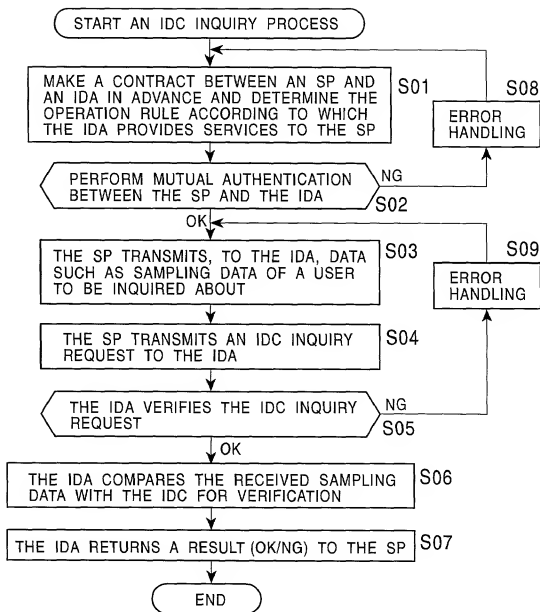 START AN IDC INQUIRY PROCESS
MAKE A CONTRACT BETWEEN AN SP AND
AN IDA IN ADVANCE AND DETERMINE THE
OPERATION RULE ACCORDING TO WHICH
THE IDA PROVIDES SERVICES TO THE SP
S01
S08
ERROR
HANDLING
PERFORM MUTUAL AUTHENTICATION
BETWEEN THE SP AND THE IDA
NG
S02
OK
THE SP TRANSMITS, TO THE IDA, DATA
SUCH AS SAMPLING DATA OF A USER
TO BE INQUIRED ABOUT
S03
S09
ERROR
HANDLING
THE SP TRANSMITS AN IDC INQUIRY
REQUEST TO THE IDA
S04
THE IDA VERIFIES THE IDC INQUIRY
REQUEST
NG
S05
OK
THE IDA COMPARES THE RECEIVED SAMPLING
DATA WITH THE IDC FOR VERIFICATION
S06
THE IDA RETURNS A RESULT (OK/NG) TO THE SP
S07
END